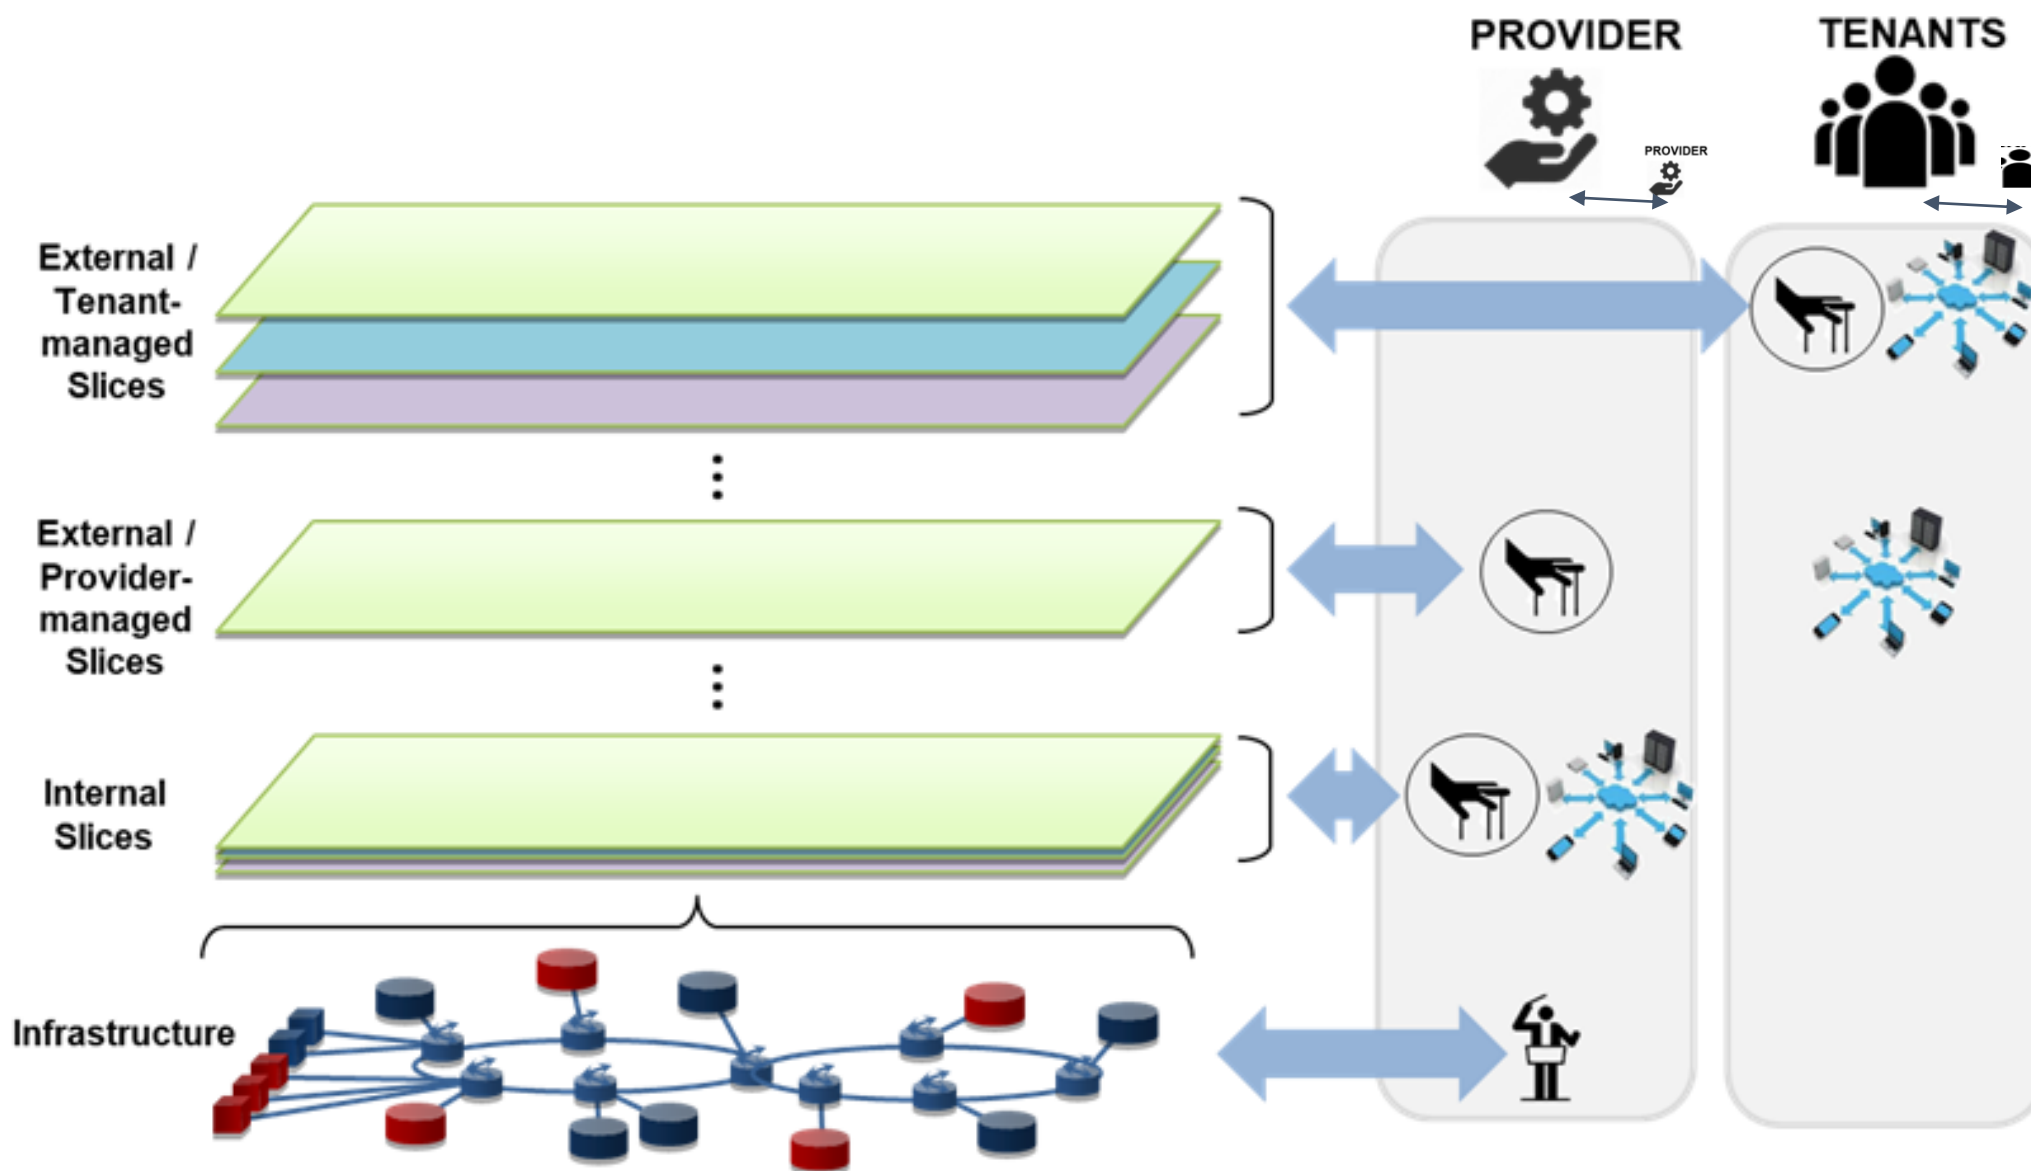 PROVIDER
TENANTS
PROVIDER
External /
Tenant-
managed
Slices
External /
Provider-
managed
Slices
Internal
Slices
Infrastructure